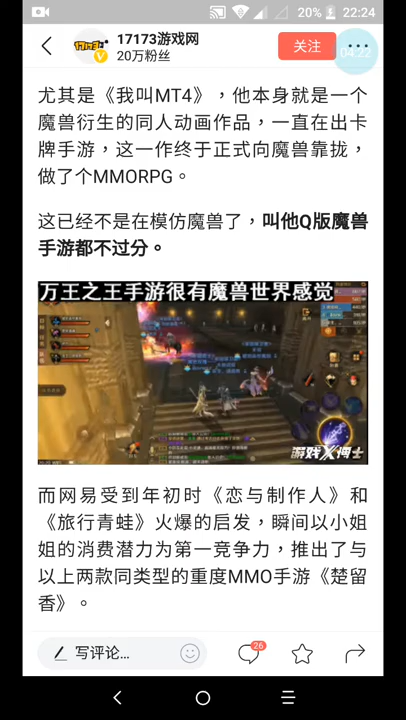 20% 22:24
17173游戏网
20万粉丝
关注
04:22
尤其是《我叫MT4》，他本身就是一个
魔兽衍生的同人动画作品，一直在出卡
牌手游，这一作终于正式向魔兽靠拢，
做了个MMORPG。
这已经不是在模仿魔兽了，叫他Q版魔兽
手游都不过分。
万王之王手游很有魔兽世界感觉
游戏X博士
而网易受到年初时《恋与制作人》和
《旅行青蛙》火爆的启发，瞬间以小姐
姐的消费潜力为第一竞争力，推出了与
以上两款同类型的重度MMO手游《楚留
香》。
写评论...
26